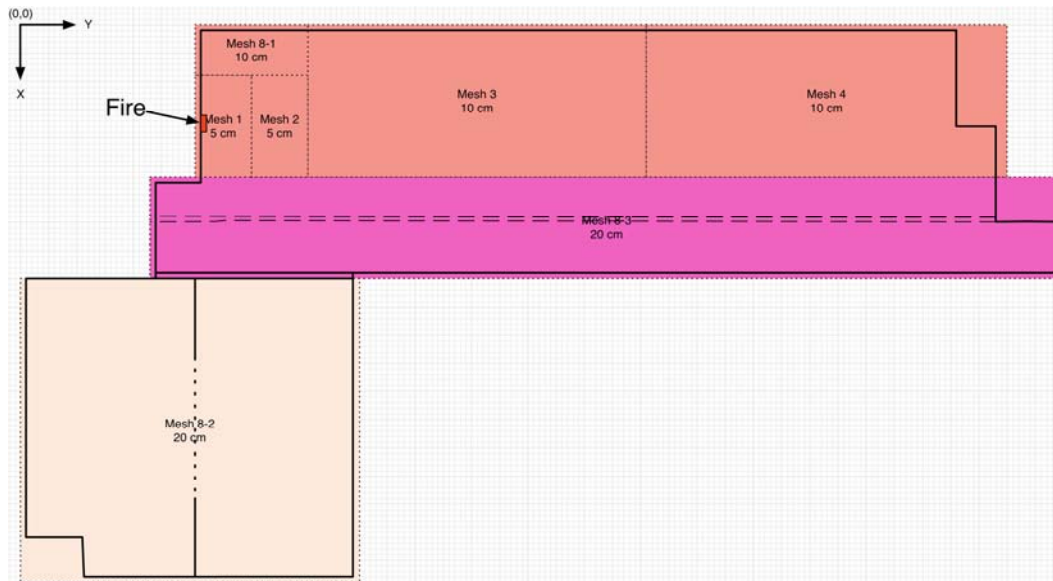 (0,0)
Y
X
Mesh 8-1
10 cm
Fire
Mesh 1
5 cm
Mesh 2
5 cm
Mesh 3
10 cm
Mesh 4
10 cm
Mesh 8-3
20 cm
Mesh 8-2
20 cm